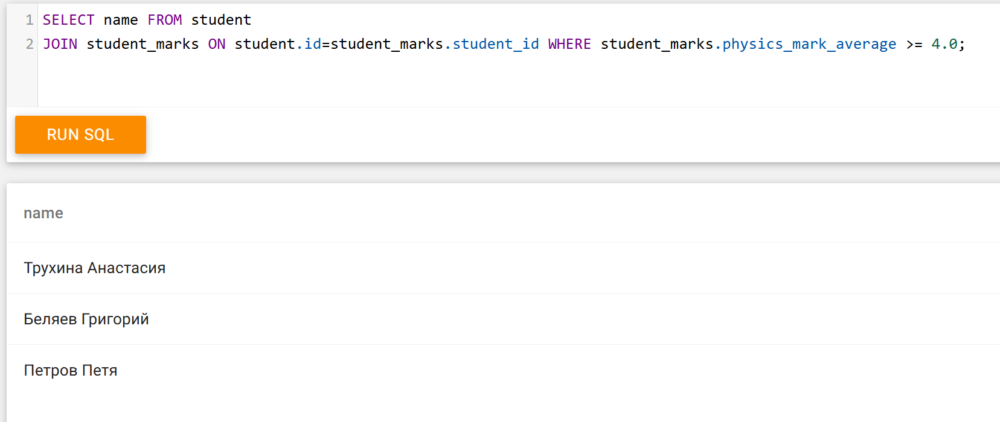 1 SELECT name FROM student
2 JOIN student_marks ON student.id=student_marks.student_id WHERE student_marks.physics_mark_average >= 4.0;
RUN SQL
name
Трухина Анастасия
Беляев Григорий
Петров Петя